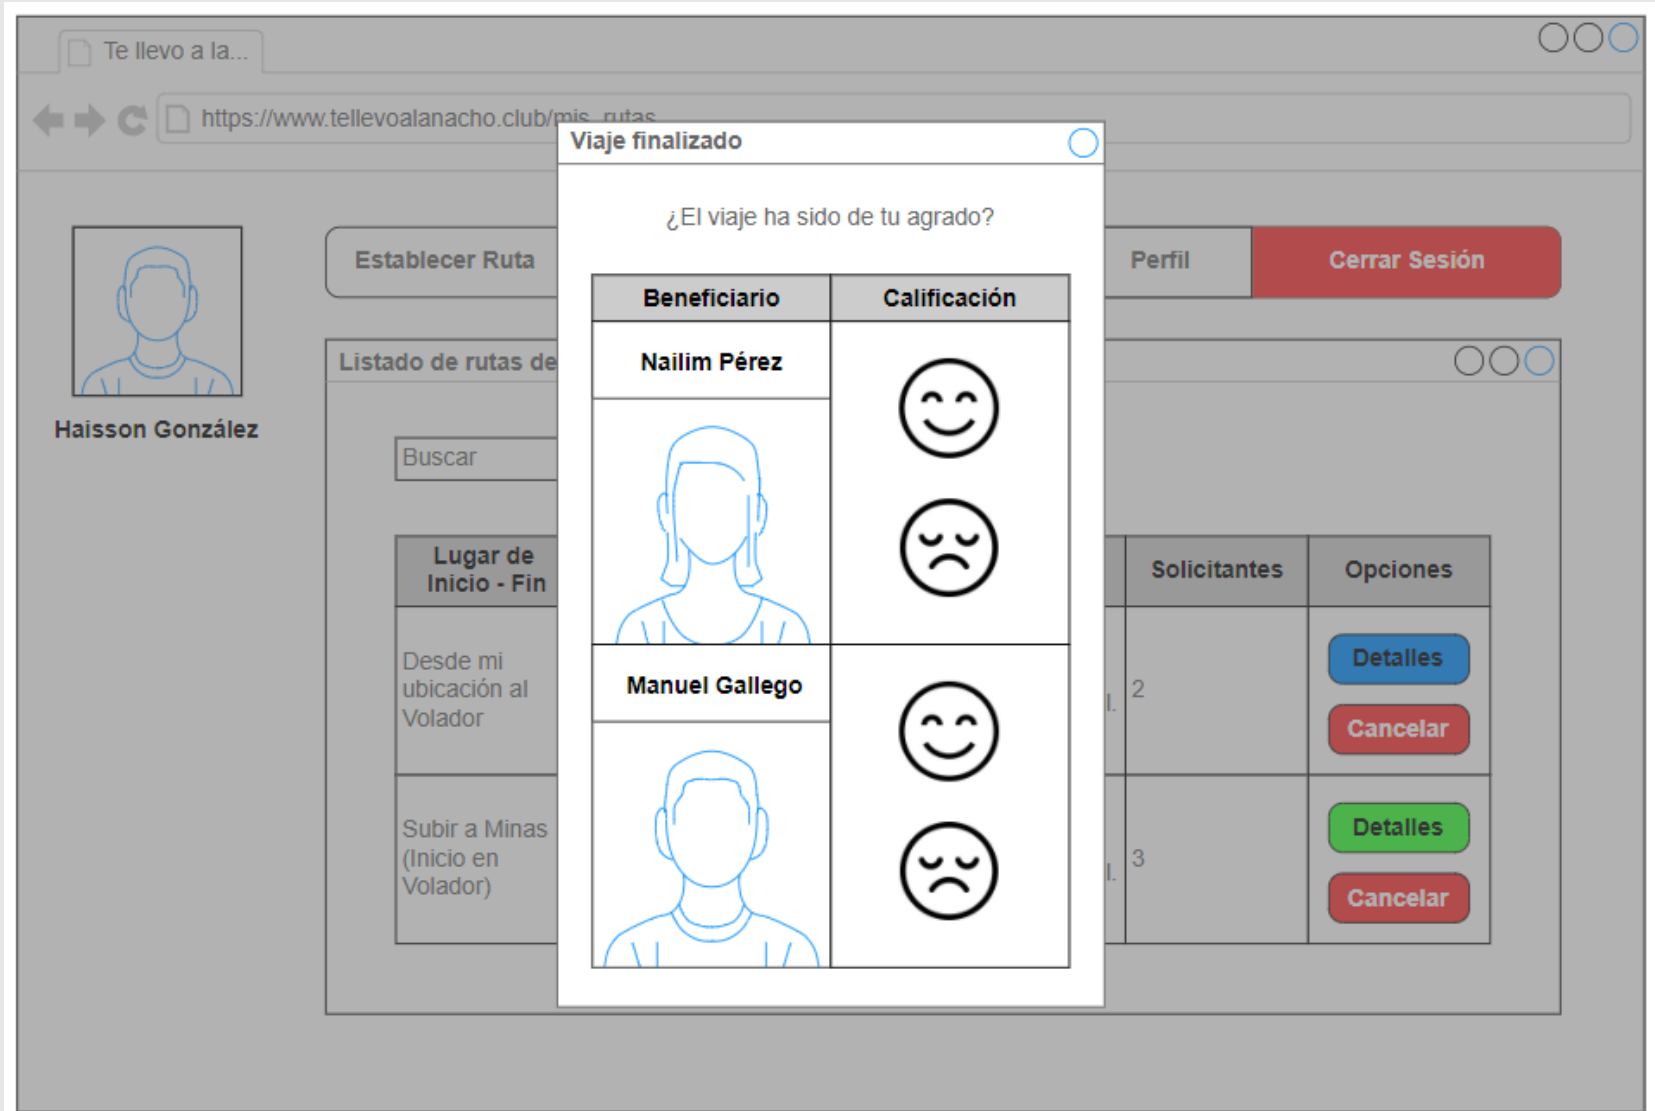 Te llevo a la...
https://www.tellevoalanacho.club/mis_rutas
Viaje finalizado
¿El viaje ha sido de tu agrado?
Establecer Ruta
Perfil
Cerrar Sesión
Haisson González
Listado de rutas de
Buscar
Beneficiario
Calificación
Nailim Pérez
Manuel Gallego
Lugar de
Inicio - Fin
Solicitantes
Opciones
Desde mi
ubicación al
Volador
l.
2
Detalles
Cancelar
Subir a Minas
(Inicio en
Volador)
l.
3
Detalles
Cancelar